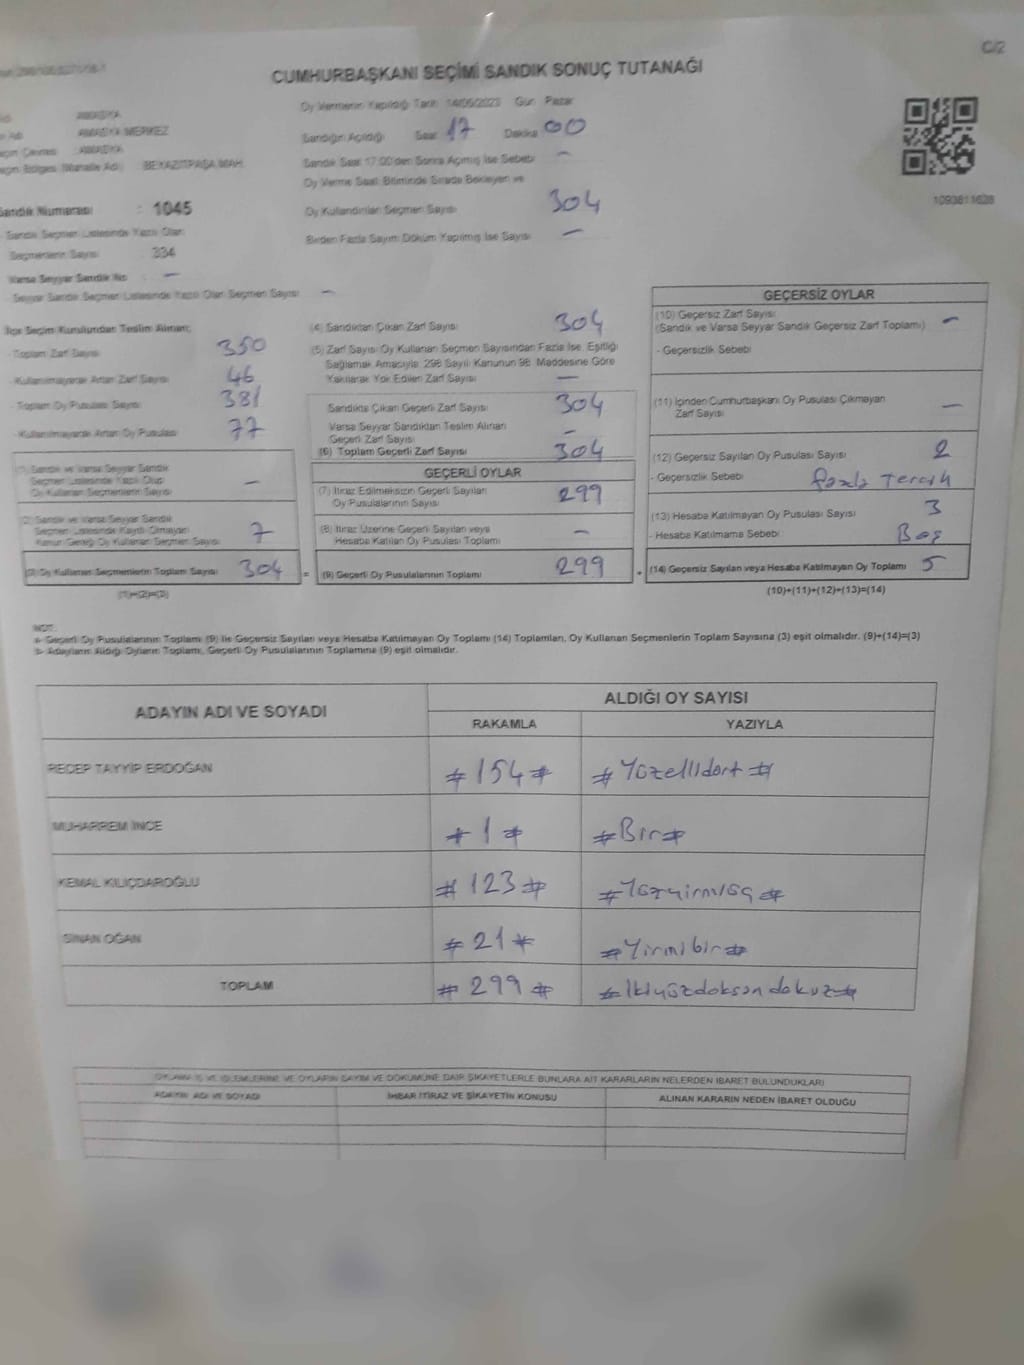 C/2
CUMHURBAŞKANI SEÇİMİ SANDIK SONUÇ TUTANAĞI
AMASYA
AMASYA MERKEZ
AMASYA
Seçim Bölgesi (Mahalle Adı) : BEYAZITPAŞA MAH.
Sandık Numarası : 1045
Sandık Seçmen Listesinde Yazılı Olan
Seçmenlerin Sayısı 334
Varsa Seyyar Sandık No –
Seyyar Sandık Seçmen Listesinde Yazılı Olan Seçmen Sayısı –
Oy Vermenin Yapıldığı Tarih 14/05/2023 Gün Pazar
Sandığın Açıldığı Saat 17 Dakika 00
Sandık Saat 17:00'den Sonra Açılmış İse Sebebi –
Oy Verme Saati Bitiminde Sırada Bekleyen ve
Oy Kullandırılan Seçmen Sayısı 304
Birden Fazla Sayım Döküm Yapılmış İse Sayısı –
1093811628
İlçe Seçim Kurulundan Teslim Alınan;
- Toplam Zarf Sayısı 350
- Kullanılmayarak Artan Zarf Sayısı 46
- Toplam Oy Pusulası Sayısı 381
- Kullanılmayarak Artan Oy Pusulası 77
(1) Sandık ve Varsa Seyyar Sandık
Seçmen Listesinde Yazılı Olup
Oy Kullanan Seçmenlerin Sayısı –
(2) Sandık ve Varsa Seyyar Sandık
Seçmen Listesinde Kayıtlı Olmayan
Kanun Gereği Oy Kullanan Seçmen Sayısı 7
(3) Oy Kullanan Seçmenlerin Toplam Sayısı 304
(1)+(2)=(3)
(4) Sandıktan Çıkan Zarf Sayısı 304
(5) Zarf Sayısı Oy Kullanan Seçmen Sayısından Fazla İse, Eşitliği
Sağlamak Amacıyla, 298 Sayılı Kanunun 98. Maddesine Göre
Yakılarak Yok Edilen Zarf Sayısı –
Sandıkta Çıkan Geçerli Zarf Sayısı 304
Varsa Seyyar Sandıktan Teslim Alınan
Geçerli Zarf Sayısı –
(6) Toplam Geçerli Zarf Sayısı 304
GEÇERLİ OYLAR
(7) İtiraz Edilmeksizin Geçerli Sayılan
Oy Pusulalarının Sayısı 299
(8) İtiraz Üzerine Geçerli Sayılan veya
Hesaba Katılan Oy Pusulası Toplamı –
= (9) Geçerli Oy Pusulalarının Toplamı 299
GEÇERSİZ OYLAR
(10) Geçersiz Zarf Sayısı
(Sandık ve Varsa Seyyar Sandık Geçersiz Zarf Toplamı) –
- Geçersizlik Sebebi
(11) İçinden Cumhurbaşkanı Oy Pusulası Çıkmayan
Zarf Sayısı –
(12) Geçersiz Sayılan Oy Pusulası Sayısı 2
- Geçersizlik Sebebi fazla Tercih
(13) Hesaba Katılmayan Oy Pusulası Sayısı 3
- Hesaba Katılmama Sebebi Boş
+ (14) Geçersiz Sayılan veya Hesaba Katılmayan Oy Toplamı 5
(10)+(11)+(12)+(13)=(14)
NOT:
a- Geçerli Oy Pusulalarının Toplamı (9) ile Geçersiz Sayılan veya Hesaba Katılmayan Oy Toplamı (14) Toplamları, Oy Kullanan Seçmenlerin Toplam Sayısına (3) eşit olmalıdır. (9)+(14)=(3)
b- Adayların Aldığı Oyların Toplamı, Geçerli Oy Pusulalarının Toplamına (9) eşit olmalıdır.
ADAYIN ADI VE SOYADI
ALDIĞI OY SAYISI
RAKAMLA YAZIYLA
RECEP TAYYİP ERDOĞAN #154# #Yüzellidört#
MUHARREM İNCE #1# #Bir#
KEMAL KILIÇDAROĞLU #123# #Yüzyirmiüç#
SİNAN OĞAN #21# #Yirmibir#
TOPLAM #299# #İkiyüzdoksandokuz#
OYLAMA İŞ VE İŞLEMLERİNE VE OYLARIN SAYIM VE DÖKÜMÜNE DAİR ŞİKAYETLERLE BUNLARA AİT KARARLARIN NELERDEN İBARET BULUNDUKLARI
ADAYIN ADI VE SOYADI İHBAR İTİRAZ VE ŞİKAYETİN KONUSU ALINAN KARARIN NEDEN İBARET OLDUĞU